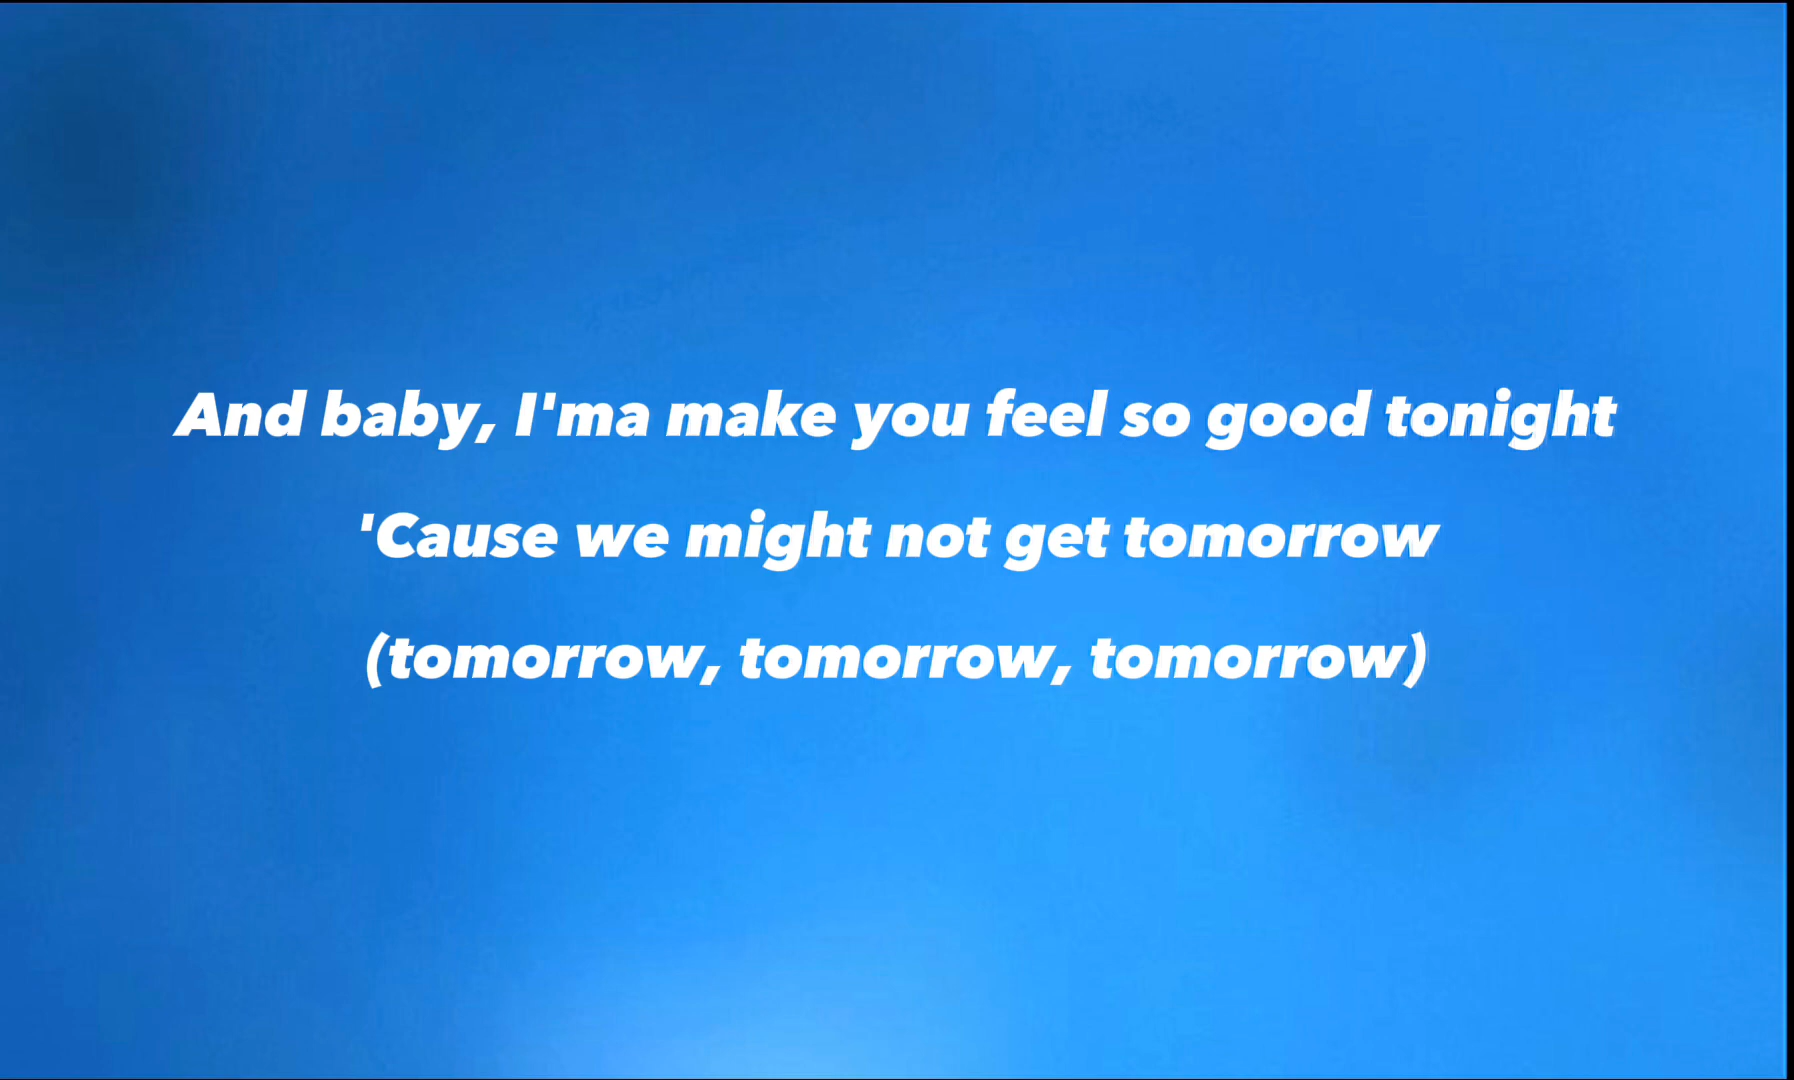 And baby, I'ma make you feel so good tonight
'Cause we might not get tomorrow
(tomorrow, tomorrow, tomorrow)